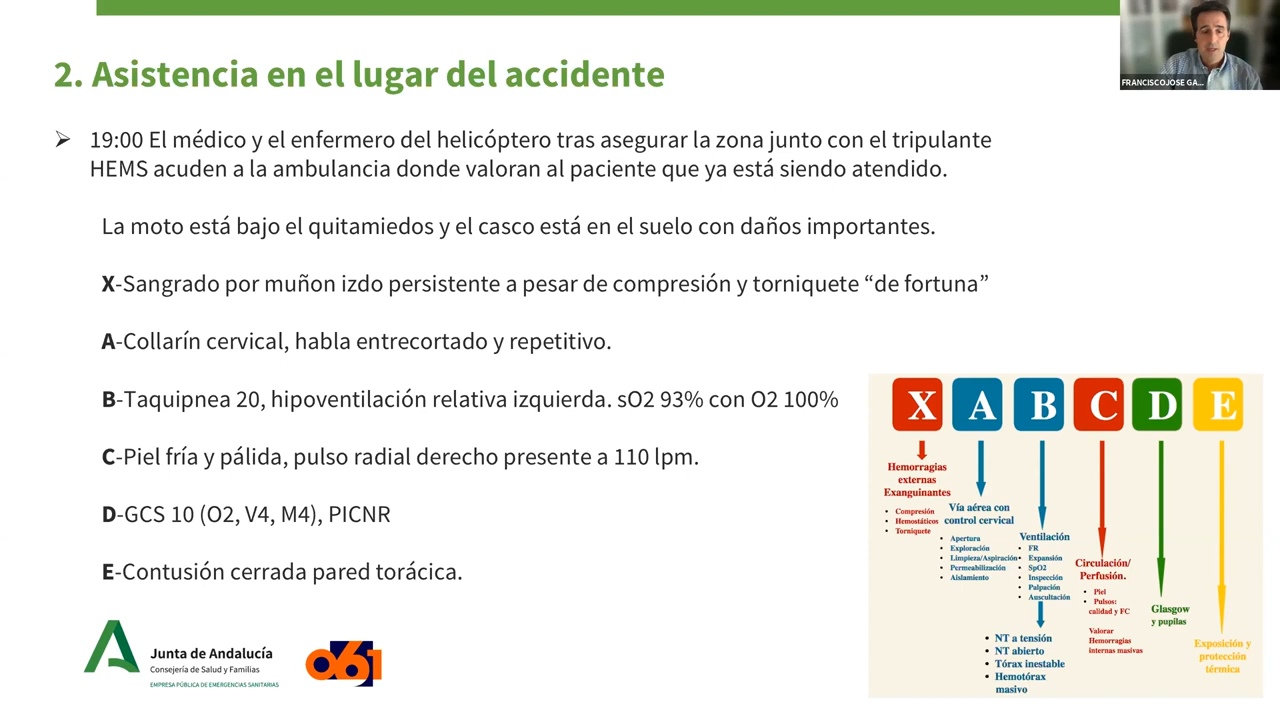 FRANCISCOJOSE GA...
2. Asistencia en el lugar del accidente
19:00 El médico y el enfermero del helicóptero tras asegurar la zona junto con el tripulante
HEMS acuden a la ambulancia donde valoran al paciente que ya está siendo atendido.
La moto está bajo el quitamiedos y el casco está en el suelo con daños importantes.
X-Sangrado por muñon izdo persistente a pesar de compresión y torniquete “de fortuna”
A-Collarín cervical, habla entrecortado y repetitivo.
B-Taquipnea 20, hipoventilación relativa izquierda. sO2 93% con O2 100%
C-Piel fría y pálida, pulso radial derecho presente a 110 lpm.
D-GCS 10 (O2, V4, M4), PICNR
E-Contusión cerrada pared torácica.
X A B C D E
Hemorragias
externas
Exanguinantes
• Compresión
• Hemostáticos
• Torniquete
Vía aérea con
control cervical
• Apertura
• Exploración
• Limpieza/Aspiración
• Permeabilización
• Aislamiento
Ventilación
• FR
• Expansión
• SpO2
• Inspección
• Palpación
• Auscultación
• NT a tensión
• NT abierto
• Tórax inestable
• Hemotórax
masivo
Circulación/
Perfusión.
• Piel
• Pulsos:
calidad y FC
Valorar
Hemorragias
internas masivas
Glasgow
y pupilas
Exposición y
protección
térmica
Junta de Andalucía
Consejería de Salud y Familias
EMPRESA PÚBLICA DE EMERGENCIAS SANITARIAS
061